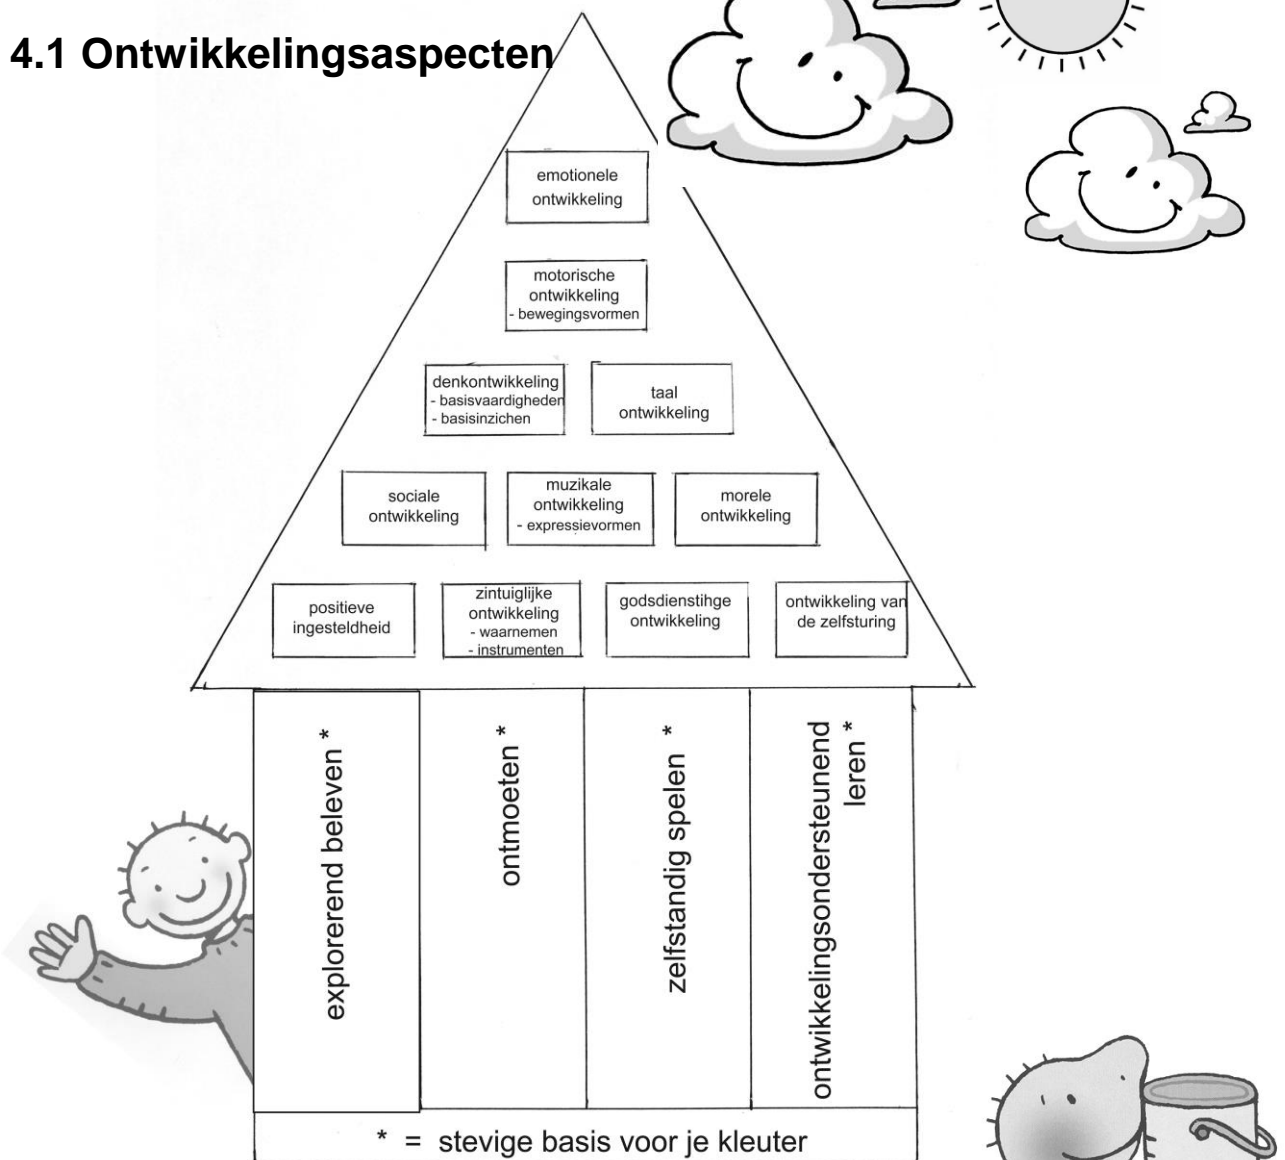 4.1 Ontwikkelingsaspecten
emotionele
ontwikkeling
motorische
ontwikkeling
- bewegingsvormen
denkontwikkeling
- basisvaardigheden
- basisinzichen
taal
ontwikkeling
sociale
ontwikkeling
muzikale
ontwikkeling
- expressievormen
morele
ontwikkeling
positieve
ingesteldheid
zintuiglijke
ontwikkeling
- waarnemen
- instrumenten
godsdienstihge
ontwikkeling
ontwikkeling van
de zelfsturing
explorerend beleven *
ontmoeten *
zelfstandig spelen *
ontwikkelingsondersteunend
leren *
* = stevige basis voor je kleuter